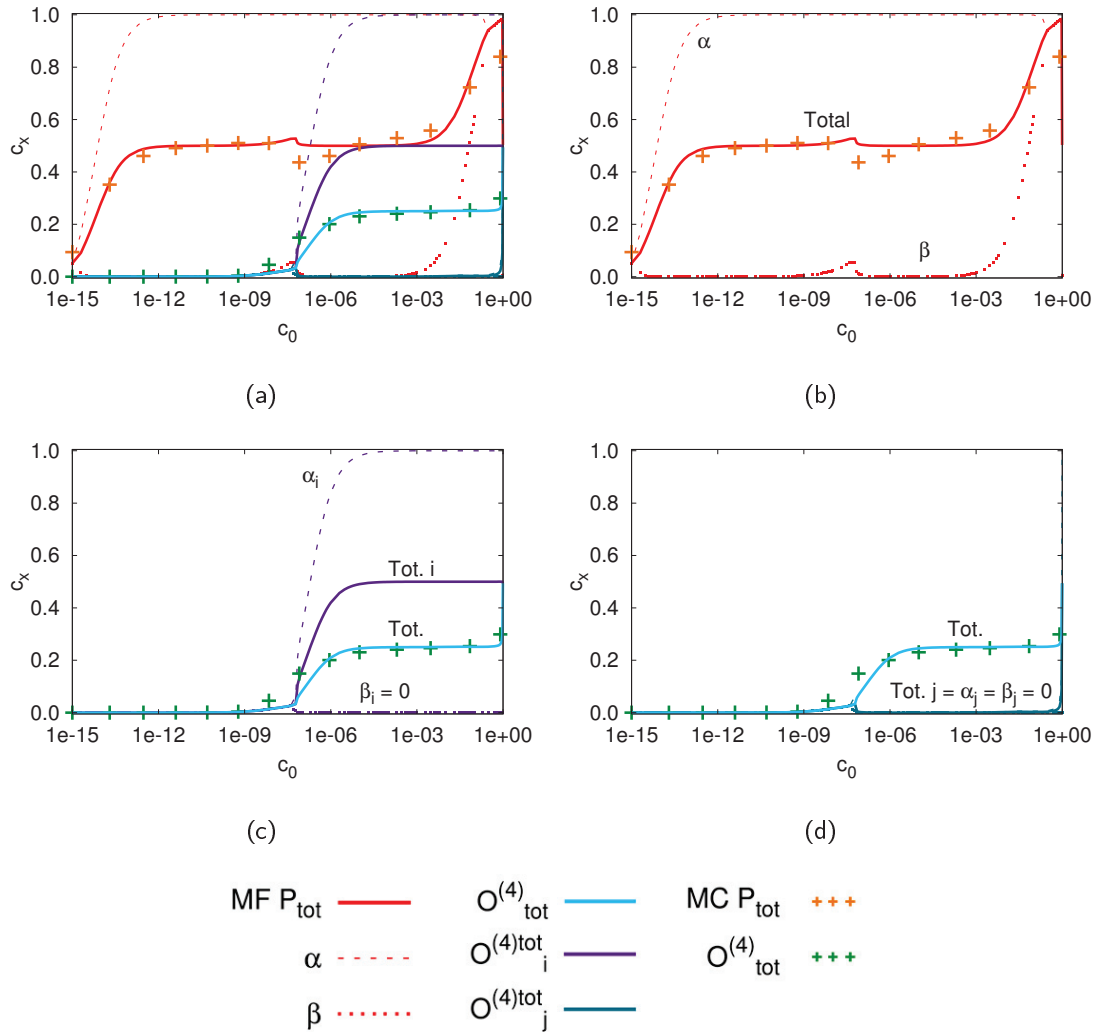 1.0
0.8
0.6
0.4
0.2
0.0
c_x
1e-15 1e-12 1e-09 1e-06 1e-03 1e+00
c_0
(a)
1.0
0.8
0.6
0.4
0.2
0.0
c_x
α
Total
β
1e-15 1e-12 1e-09 1e-06 1e-03 1e+00
c_0
(b)
1.0
0.8
0.6
0.4
0.2
0.0
c_x
α_i
Tot. i
Tot.
β_i = 0
1e-15 1e-12 1e-09 1e-06 1e-03 1e+00
c_0
(c)
1.0
0.8
0.6
0.4
0.2
0.0
c_x
Tot.
Tot. j = α_j = β_j = 0
1e-15 1e-12 1e-09 1e-06 1e-03 1e+00
c_0
(d)
MF P_tot
α
β
O^(4)_tot
O^(4)tot_i
O^(4)tot_j
MC P_tot
O^(4)_tot